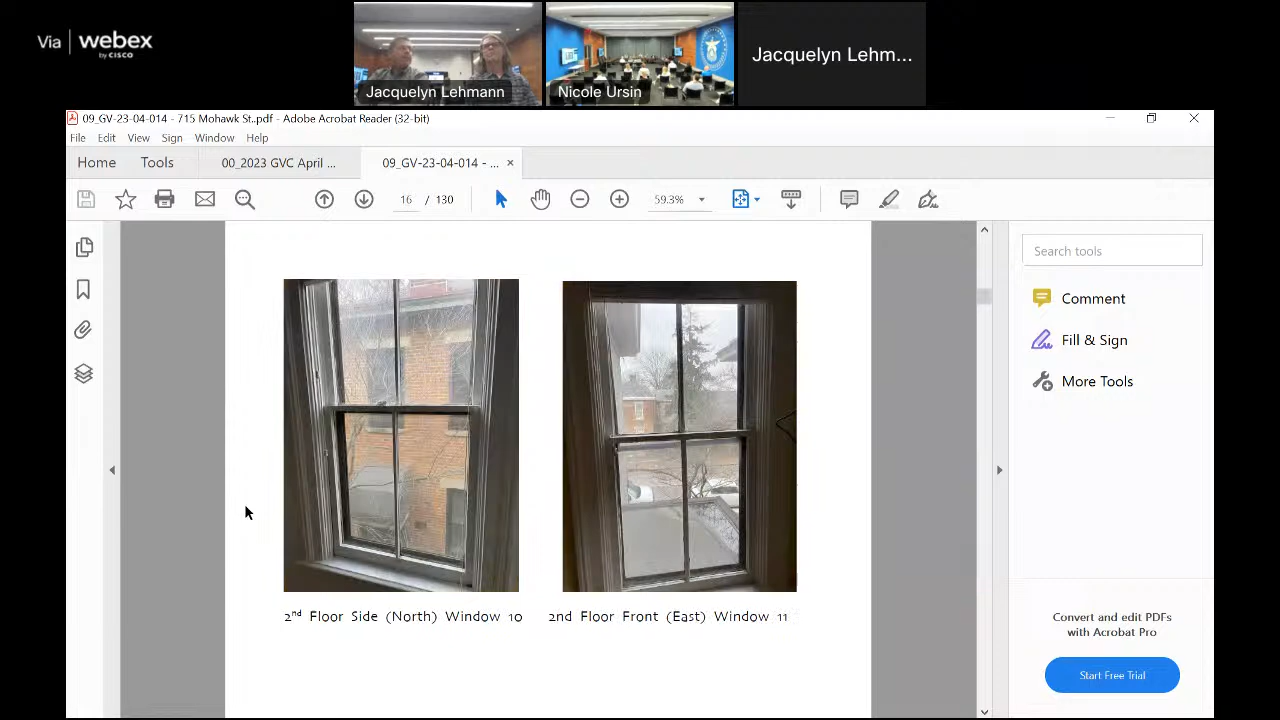 Via webex
by CISCO
Jacquelyn Lehmann
Nicole Ursin
Jacquelyn Lehm...
09_GV-23-04-014 - 715 Mohawk St..pdf - Adobe Acrobat Reader (32-bit)
File Edit View Sign Window Help
Home Tools 00_2023 GVC April ... 09_GV-23-04-014 - ...
16 / 130 59.3%
Search tools
Comment
Fill & Sign
More Tools
2nd Floor Side (North) Window 10
2nd Floor Front (East) Window 11
Convert and edit PDFs
with Acrobat Pro
Start Free Trial